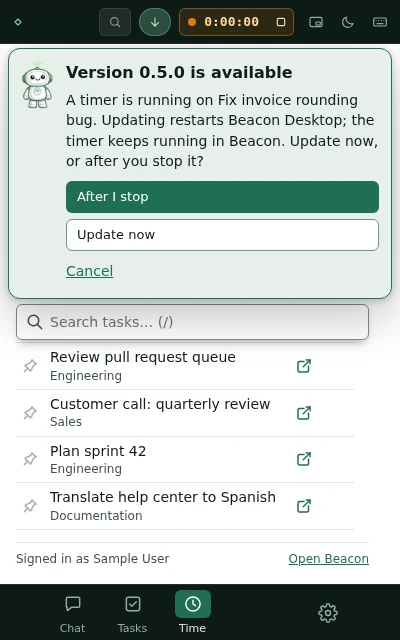 0:00:00
Version 0.5.0 is available
A timer is running on Fix invoice rounding
bug. Updating restarts Beacon Desktop; the
timer keeps running in Beacon. Update now,
or after you stop it?
After I stop
Update now
Cancel
Search tasks... (/)
Review pull request queue
Engineering
Customer call: quarterly review
Sales
Plan sprint 42
Engineering
Translate help center to Spanish
Documentation
Signed in as Sample User
Open Beacon
Chat
Tasks
Time